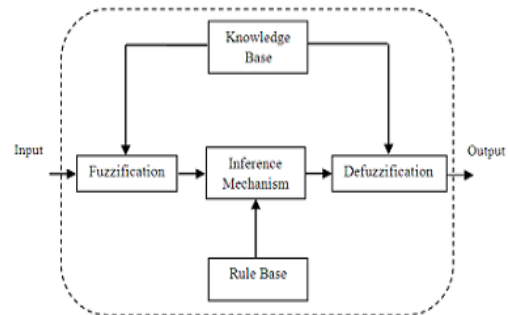 Knowledge
Base
Input
Fuzzification
Inference
Mechanism
Defuzzification
Output
Rule Base